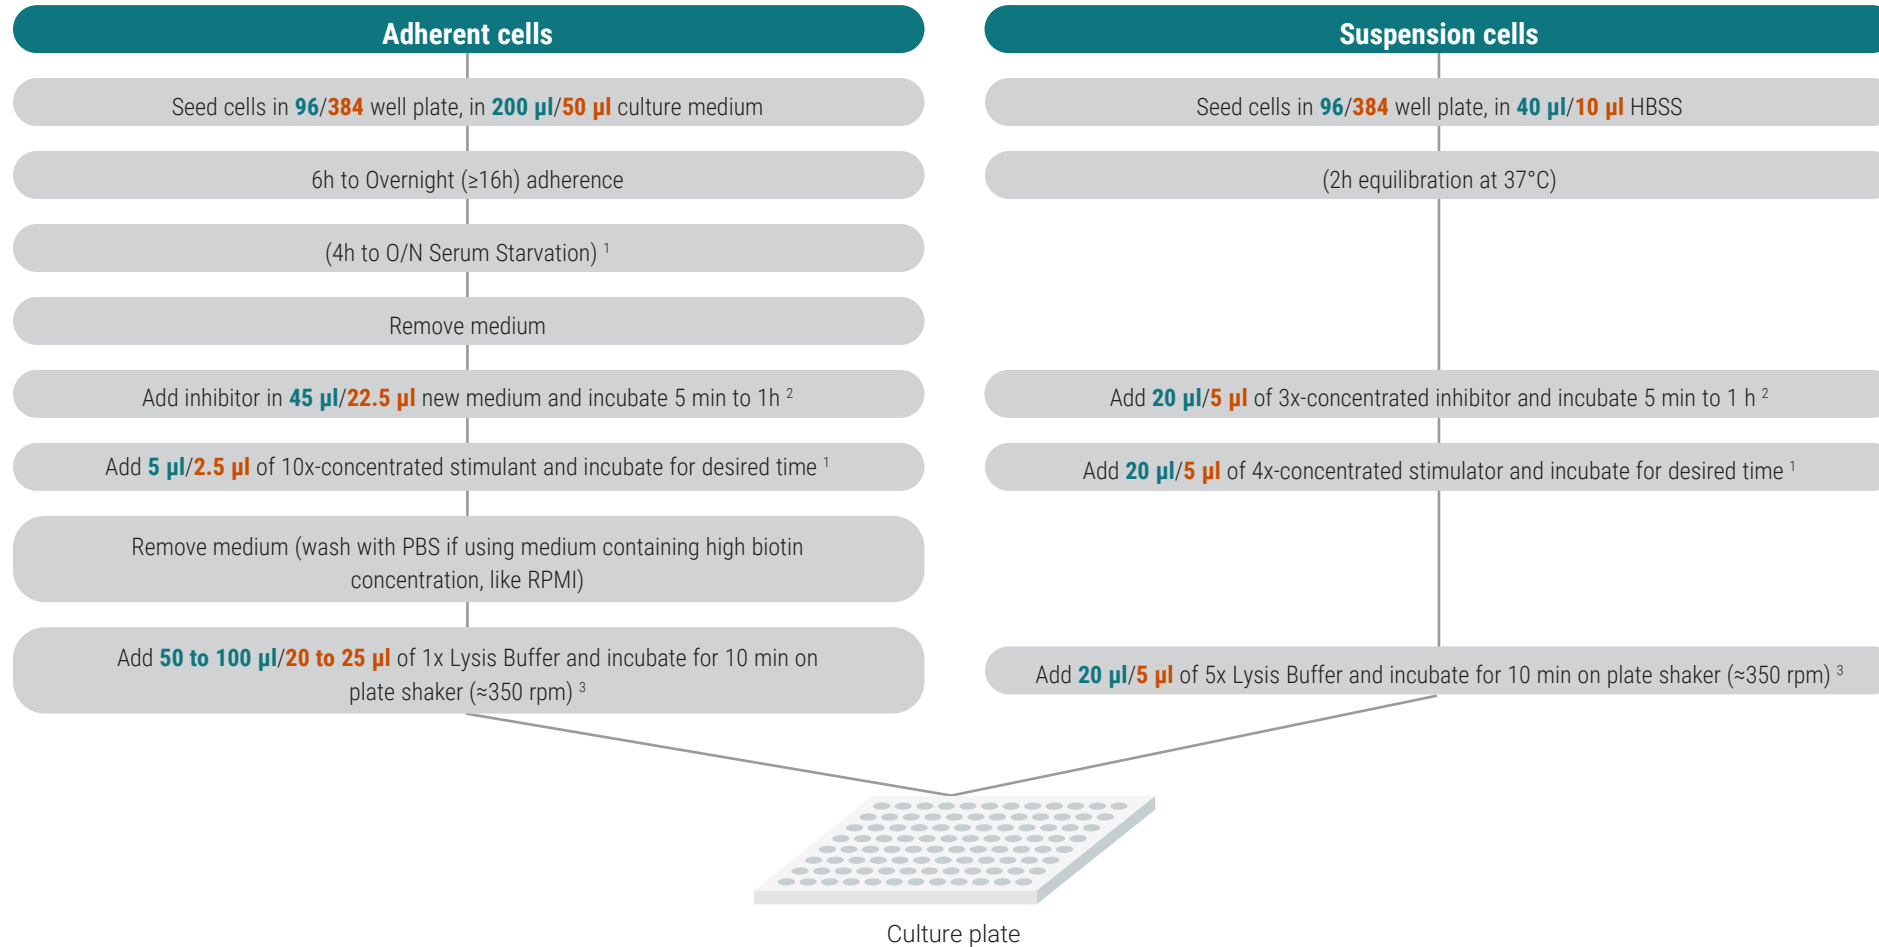 Adherent cells
Seed cells in 96/384 well plate, in 200 µl/50 µl culture medium
6h to Overnight (≥16h) adherence
(4h to O/N Serum Starvation) 1
Remove medium
Add inhibitor in 45 µl/22.5 µl new medium and incubate 5 min to 1h 2
Add 5 µl/2.5 µl of 10x-concentrated stimulant and incubate for desired time 1
Remove medium (wash with PBS if using medium containing high biotin
concentration, like RPMI)
Add 50 to 100 µl/20 to 25 µl of 1x Lysis Buffer and incubate for 10 min on
plate shaker (≈350 rpm) 3
Suspension cells
Seed cells in 96/384 well plate, in 40 µl/10 µl HBSS
(2h equilibration at 37°C)
Add 20 µl/5 µl of 3x-concentrated inhibitor and incubate 5 min to 1 h 2
Add 20 µl/5 µl of 4x-concentrated stimulator and incubate for desired time 1
Add 20 µl/5 µl of 5x Lysis Buffer and incubate for 10 min on plate shaker (≈350 rpm) 3
Culture plate